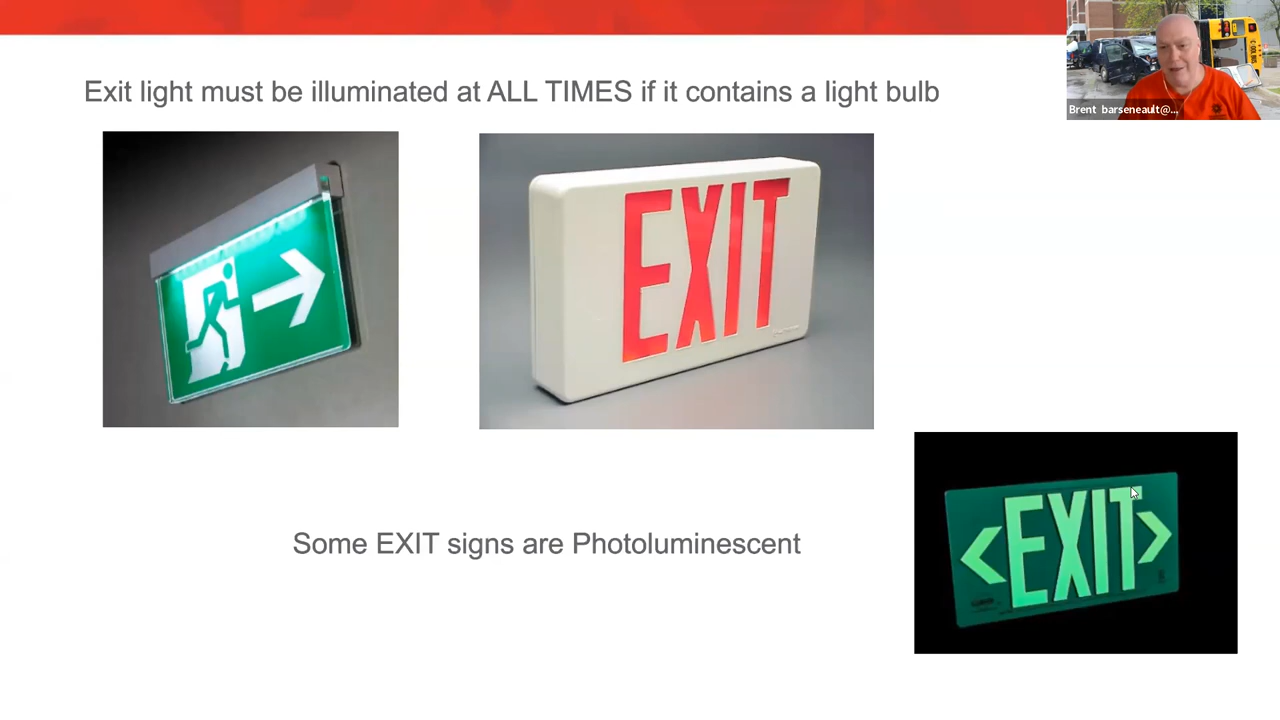 Exit light must be illuminated at ALL TIMES if it contains a light bulb
Brent barseneault@...
EXIT
Some EXIT signs are Photoluminescent
<EXIT>